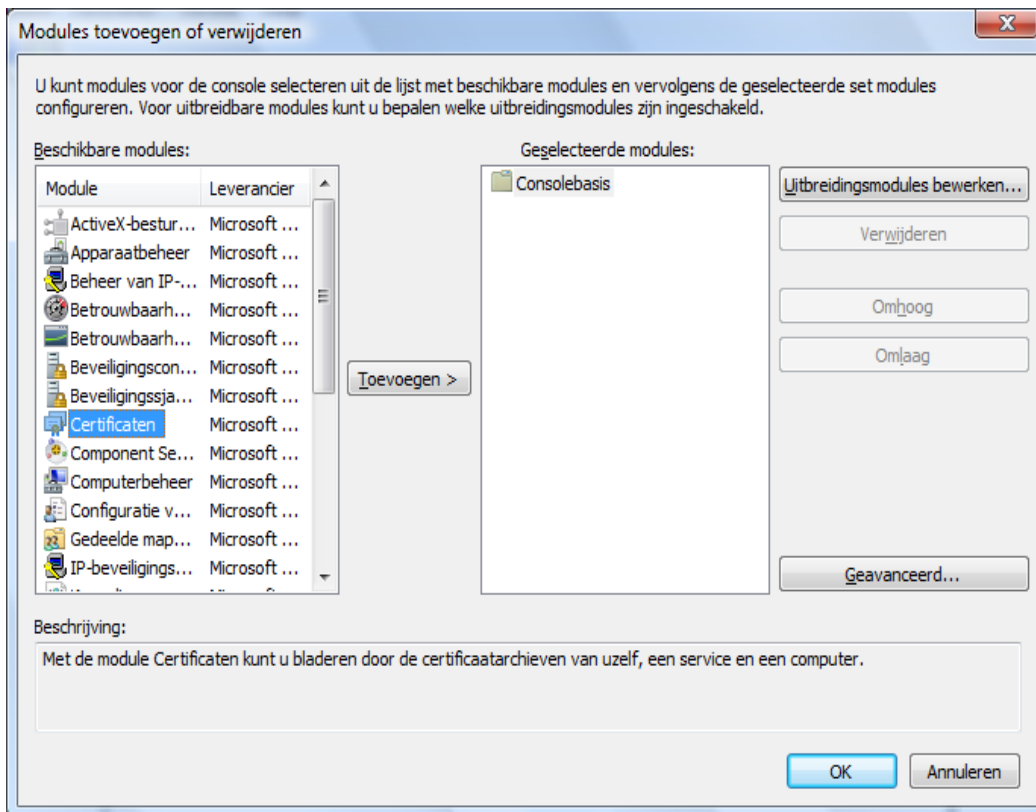 Modules toevoegen of verwijderen
U kunt modules voor de console selecteren uit de lijst met beschikbare modules en vervolgens de geselecteerde set modules
configureren. Voor uitbreidbare modules kunt u bepalen welke uitbreidingsmodules zijn ingeschakeld.
Beschikbare modules:
Module Leverancier
ActiveX-bestur... Microsoft ...
Apparaatbeheer Microsoft ...
Beheer van IP-... Microsoft ...
Betrouwbaarh... Microsoft ...
Betrouwbaarh... Microsoft ...
Beveiligingscon... Microsoft ...
Beveiligingssja... Microsoft ...
Certificaten Microsoft ...
Component Se... Microsoft ...
Computerbeheer Microsoft ...
Configuratie v... Microsoft ...
Gedeelde map... Microsoft ...
IP-beveiligings... Microsoft ...
Toevoegen >
Geselecteerde modules:
Consolebasis
Uitbreidingsmodules bewerken...
Verwijderen
Omhoog
Omlaag
Geavanceerd...
Beschrijving:
Met de module Certificaten kunt u bladeren door de certificaatarchieven van uzelf, een service en een computer.
OK Annuleren